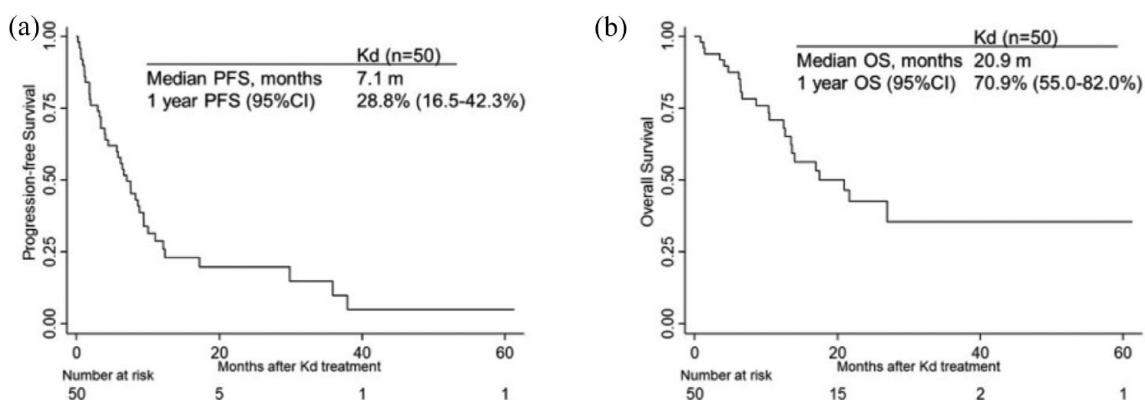 (a)
Kd (n=50)
Median PFS, months 7.1 m
1 year PFS (95%CI) 28.8% (16.5-42.3%)
Progression-free Survival
1.00
0.75
0.50
0.25
0.00
0 20 40 60
Months after Kd treatment
Number at risk
50 5 1 1
(b)
Kd (n=50)
Median OS, months 20.9 m
1 year OS (95%CI) 70.9% (55.0-82.0%)
Overall Survival
1.00
0.75
0.50
0.25
0.00
0 20 40 60
Months after Kd treatment
Number at risk
50 15 2 1